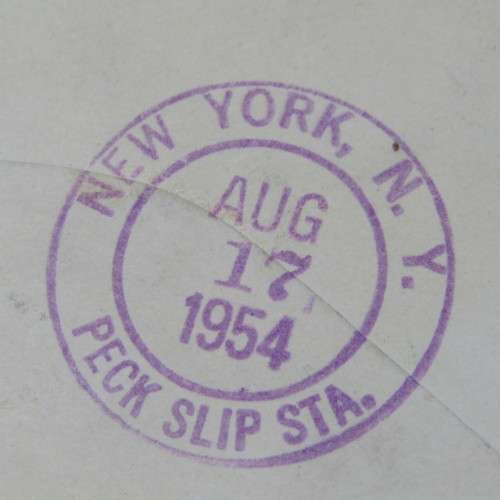 NEW YORK, N. Y.
AUG
17
1954
PECK SLIP STA.